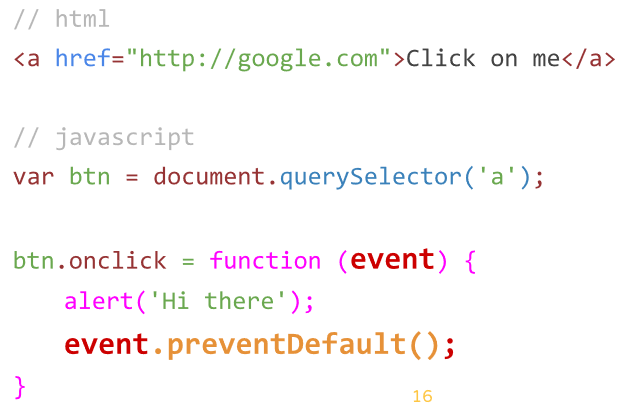 // html
<a href="http://google.com">Click on me</a>
// javascript
var btn = document.querySelector('a');
btn.onclick = function (event) {
alert('Hi there');
event.preventDefault();
}
16